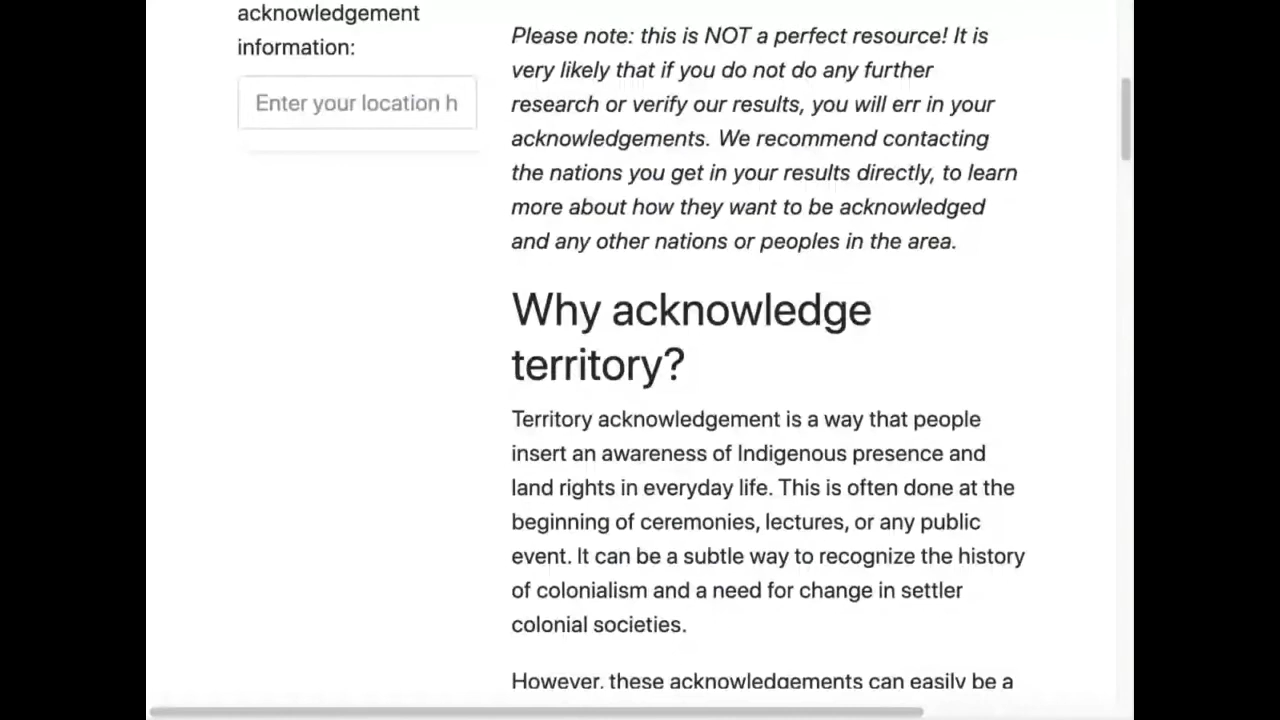 acknowledgement
information:
Enter your location h
Please note: this is NOT a perfect resource! It is
very likely that if you do not do any further
research or verify our results, you will err in your
acknowledgements. We recommend contacting
the nations you get in your results directly, to learn
more about how they want to be acknowledged
and any other nations or peoples in the area.
Why acknowledge
territory?
Territory acknowledgement is a way that people
insert an awareness of Indigenous presence and
land rights in everyday life. This is often done at the
beginning of ceremonies, lectures, or any public
event. It can be a subtle way to recognize the history
of colonialism and a need for change in settler
colonial societies.
However, these acknowledgements can easily be a